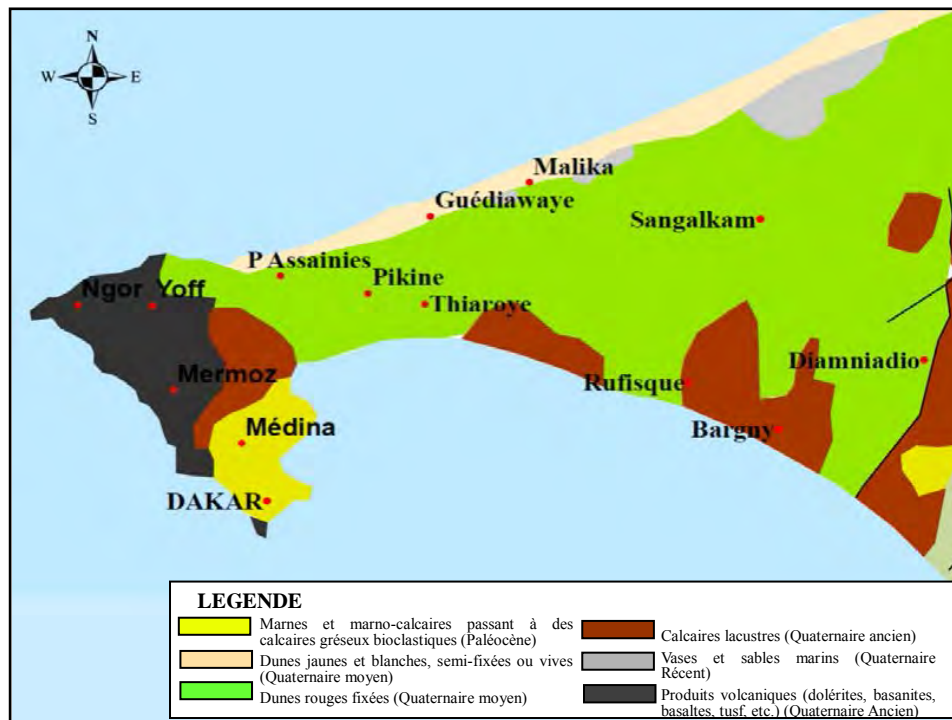 N
W E
S
Malika
Guédiawaye
Sangalkam
P Assainies
Pikine
Ngor Yoff
Thiaroye
Diamniadio
Mermoz
Rufisque
Bargny
Médina
DAKAR
LEGENDE
Marnes et marno-calcaires passant à des
calcaires gréseux bioclastiques (Paléocène)
Dunes jaunes et blanches, semi-fixées ou vives
(Quaternaire moyen)
Dunes rouges fixées (Quaternaire moyen)
Calcaires lacustres (Quaternaire ancien)
Vases et sables marins (Quaternaire
Récent)
Produits volcaniques (dolérites, basanites,
basaltes, tusf, etc.) (Quaternaire Ancien)